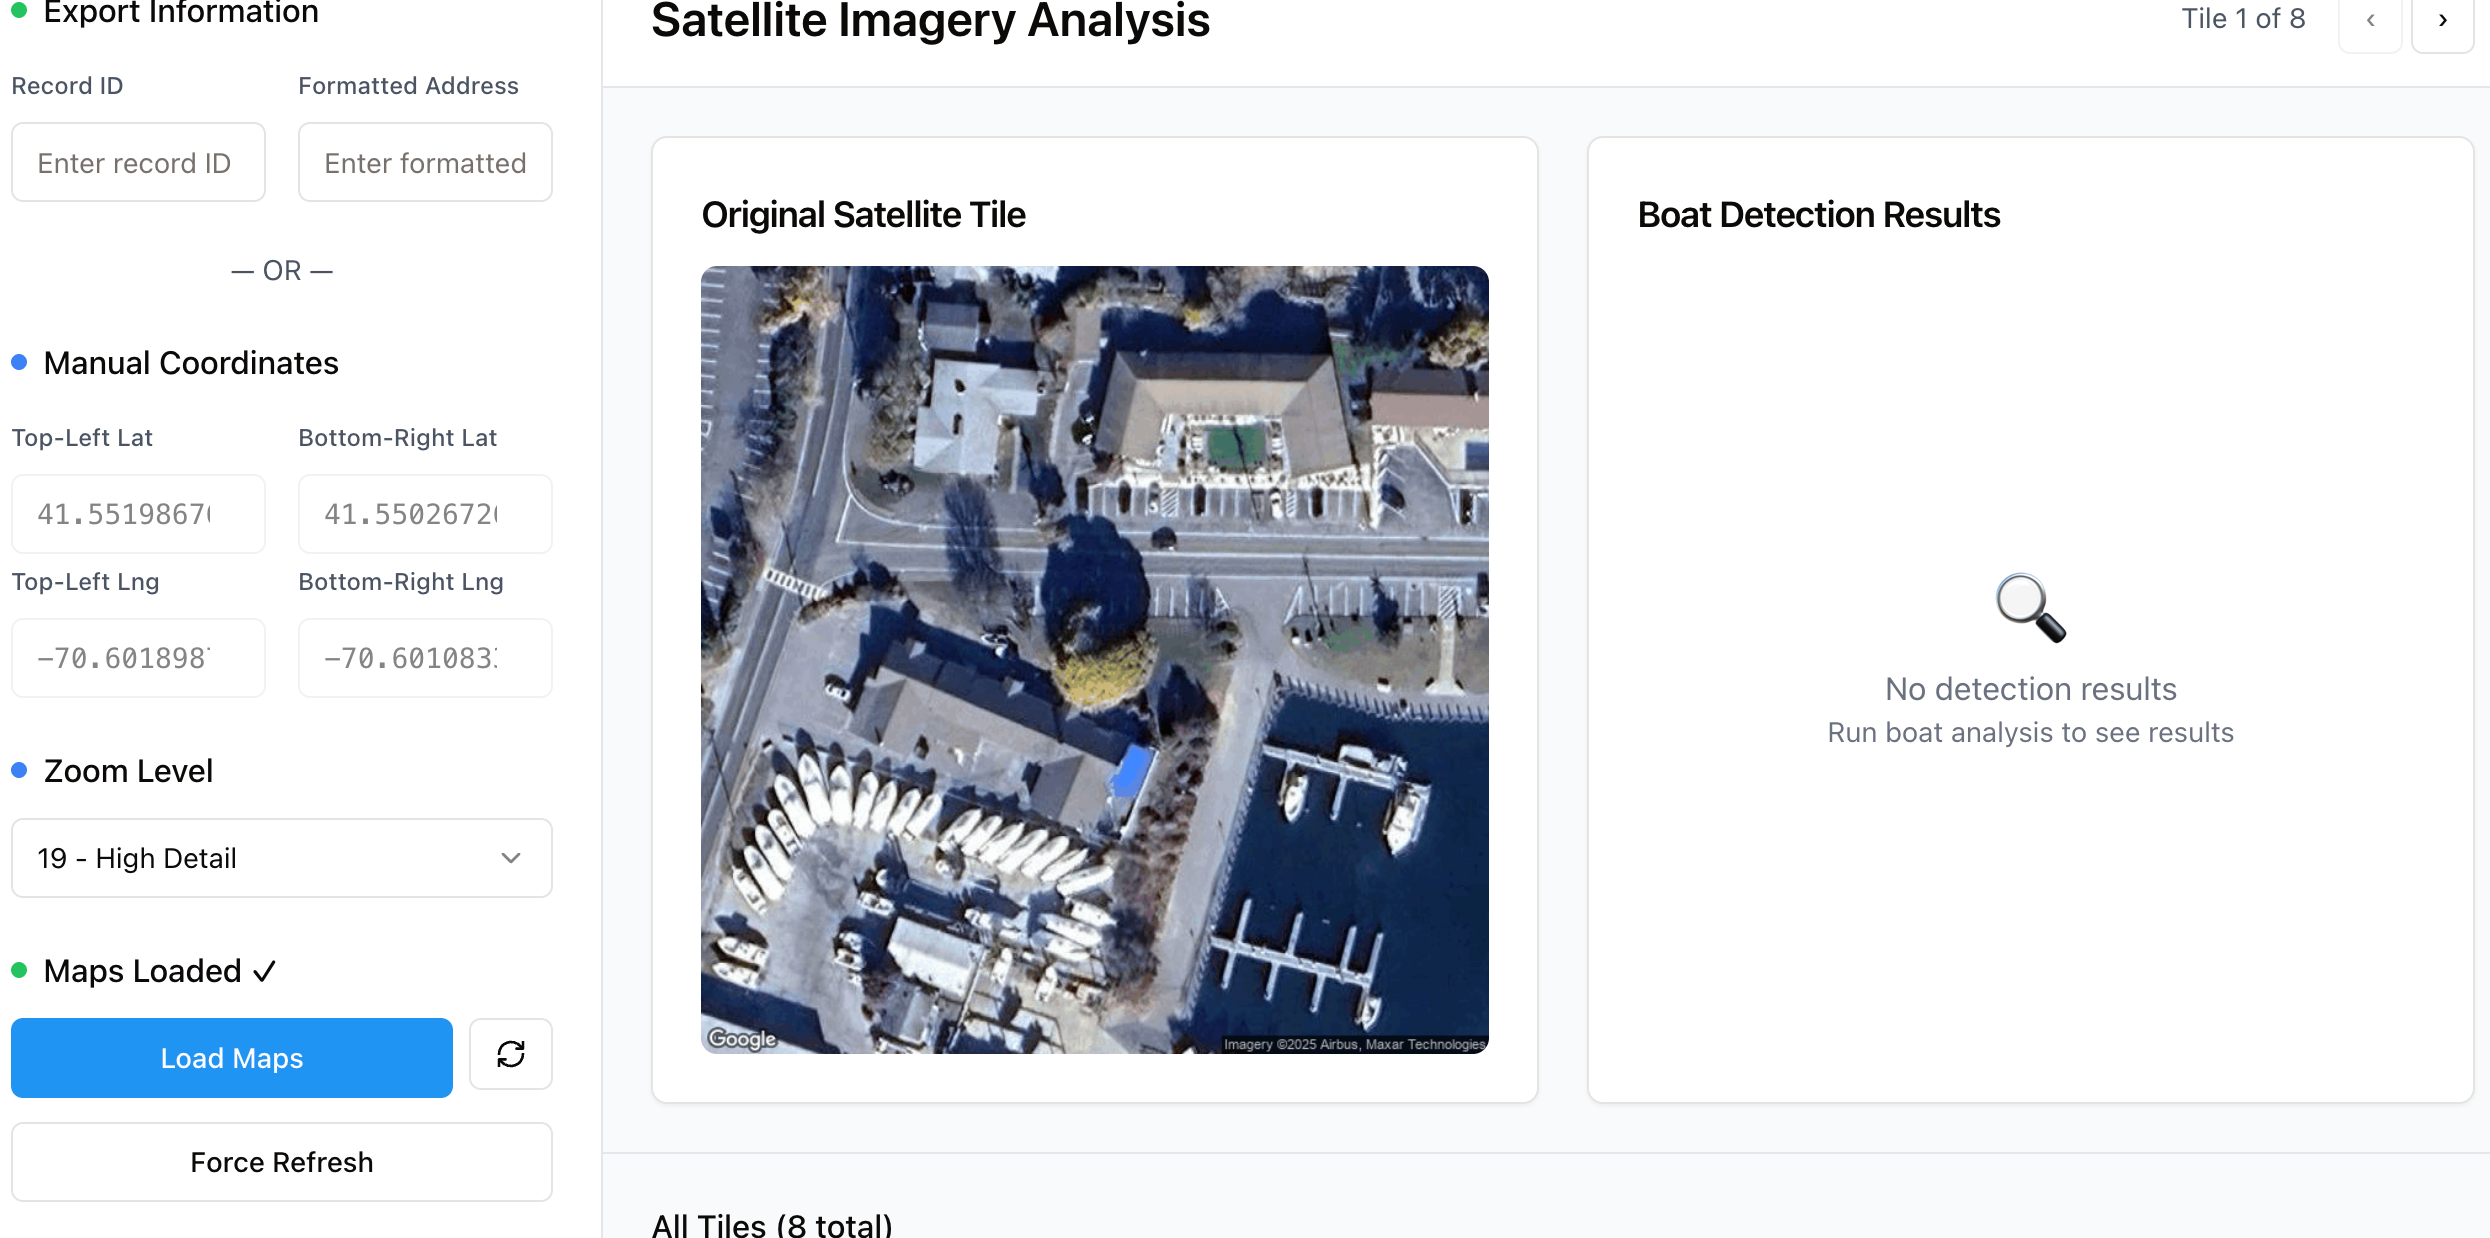 Export Information
Satellite Imagery Analysis
Tile 1 of 8
‹
›
Record ID
Formatted Address
Enter record ID
Enter formatted
— OR —
Manual Coordinates
Top-Left Lat
Bottom-Right Lat
41.5519867
41.5502672
Top-Left Lng
Bottom-Right Lng
-70.601898
-70.601083
Zoom Level
19 - High Detail
Maps Loaded ✓
Load Maps
Force Refresh
Original Satellite Tile
Google
Imagery ©2025 Airbus, Maxar Technologies
Boat Detection Results
No detection results
Run boat analysis to see results
All Tiles (8 total)